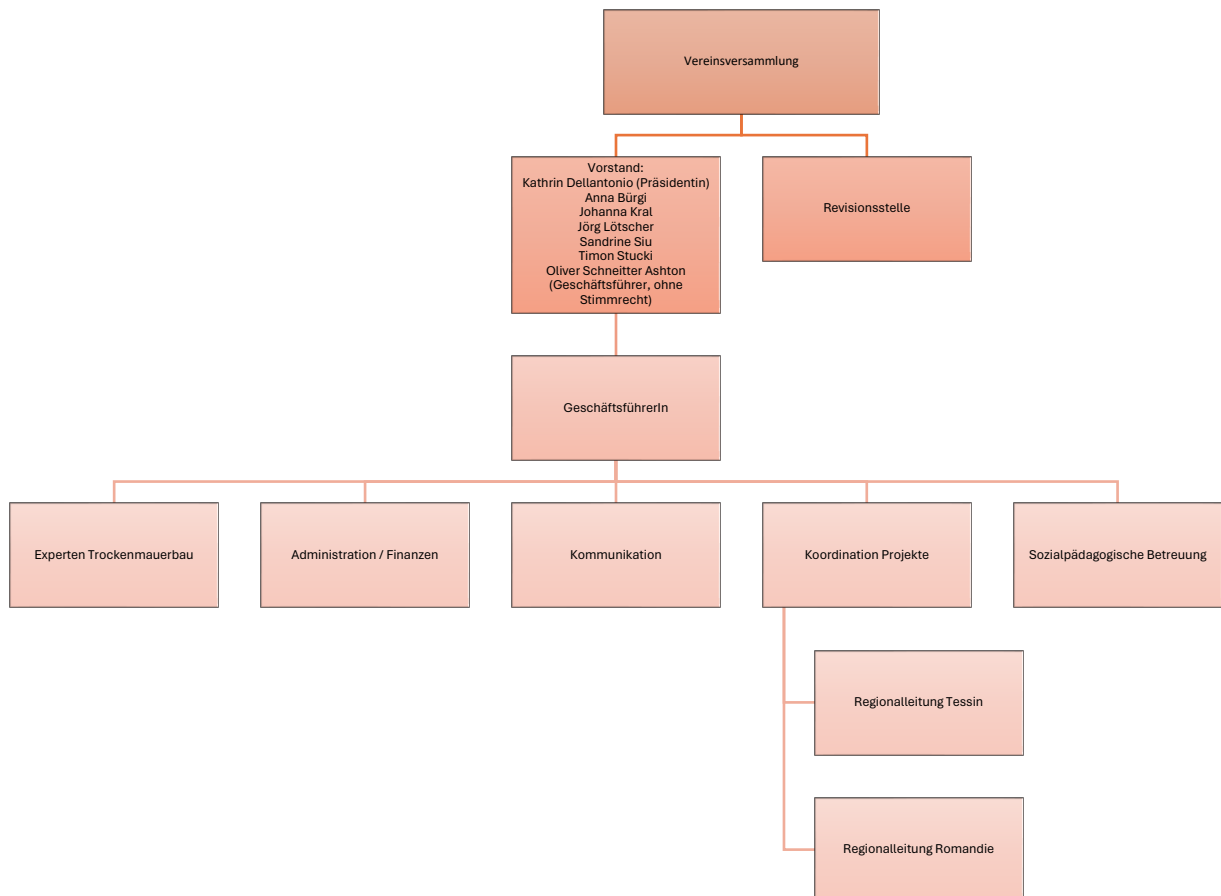 Vereinsversammlung
Vorstand:
Kathrin Dellantonio (Präsidentin)
Anna Bürgi
Johanna Kral
Jörg Lötscher
Sandrine Siu
Timon Stucki
Oliver Schneitter Ashton
(Geschäftsführer, ohne
Stimmrecht)
Revisionsstelle
GeschäftsführerIn
Experten Trockenmauerbau
Administration / Finanzen
Kommunikation
Koordination Projekte
Sozialpädagogische Betreuung
Regionalleitung Tessin
Regionalleitung Romandie